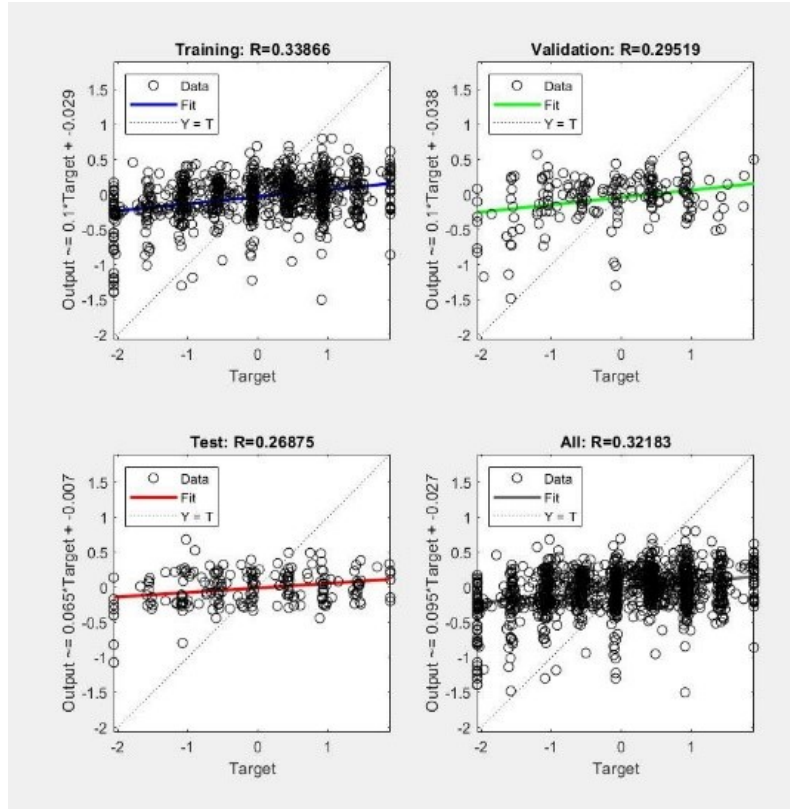 Training: R=0.33866
Output ~= 0.1*Target + -0.029
1.5
1
0.5
0
-0.5
-1
-1.5
-2
Data
Fit
Y = T
-2
-1
0
1
Target
Validation: R=0.29519
Output ~= 0.1*Target + -0.038
1.5
1
0.5
0
-0.5
-1
-1.5
-2
Data
Fit
Y = T
-2
-1
0
1
Target
Test: R=0.26875
Output ~= 0.065*Target + -0.007
1.5
1
0.5
0
-0.5
-1
-1.5
-2
Data
Fit
Y = T
-2
-1
0
1
Target
All: R=0.32183
Output ~= 0.095*Target + -0.027
1.5
1
0.5
0
-0.5
-1
-1.5
-2
Data
Fit
Y = T
-2
-1
0
1
Target